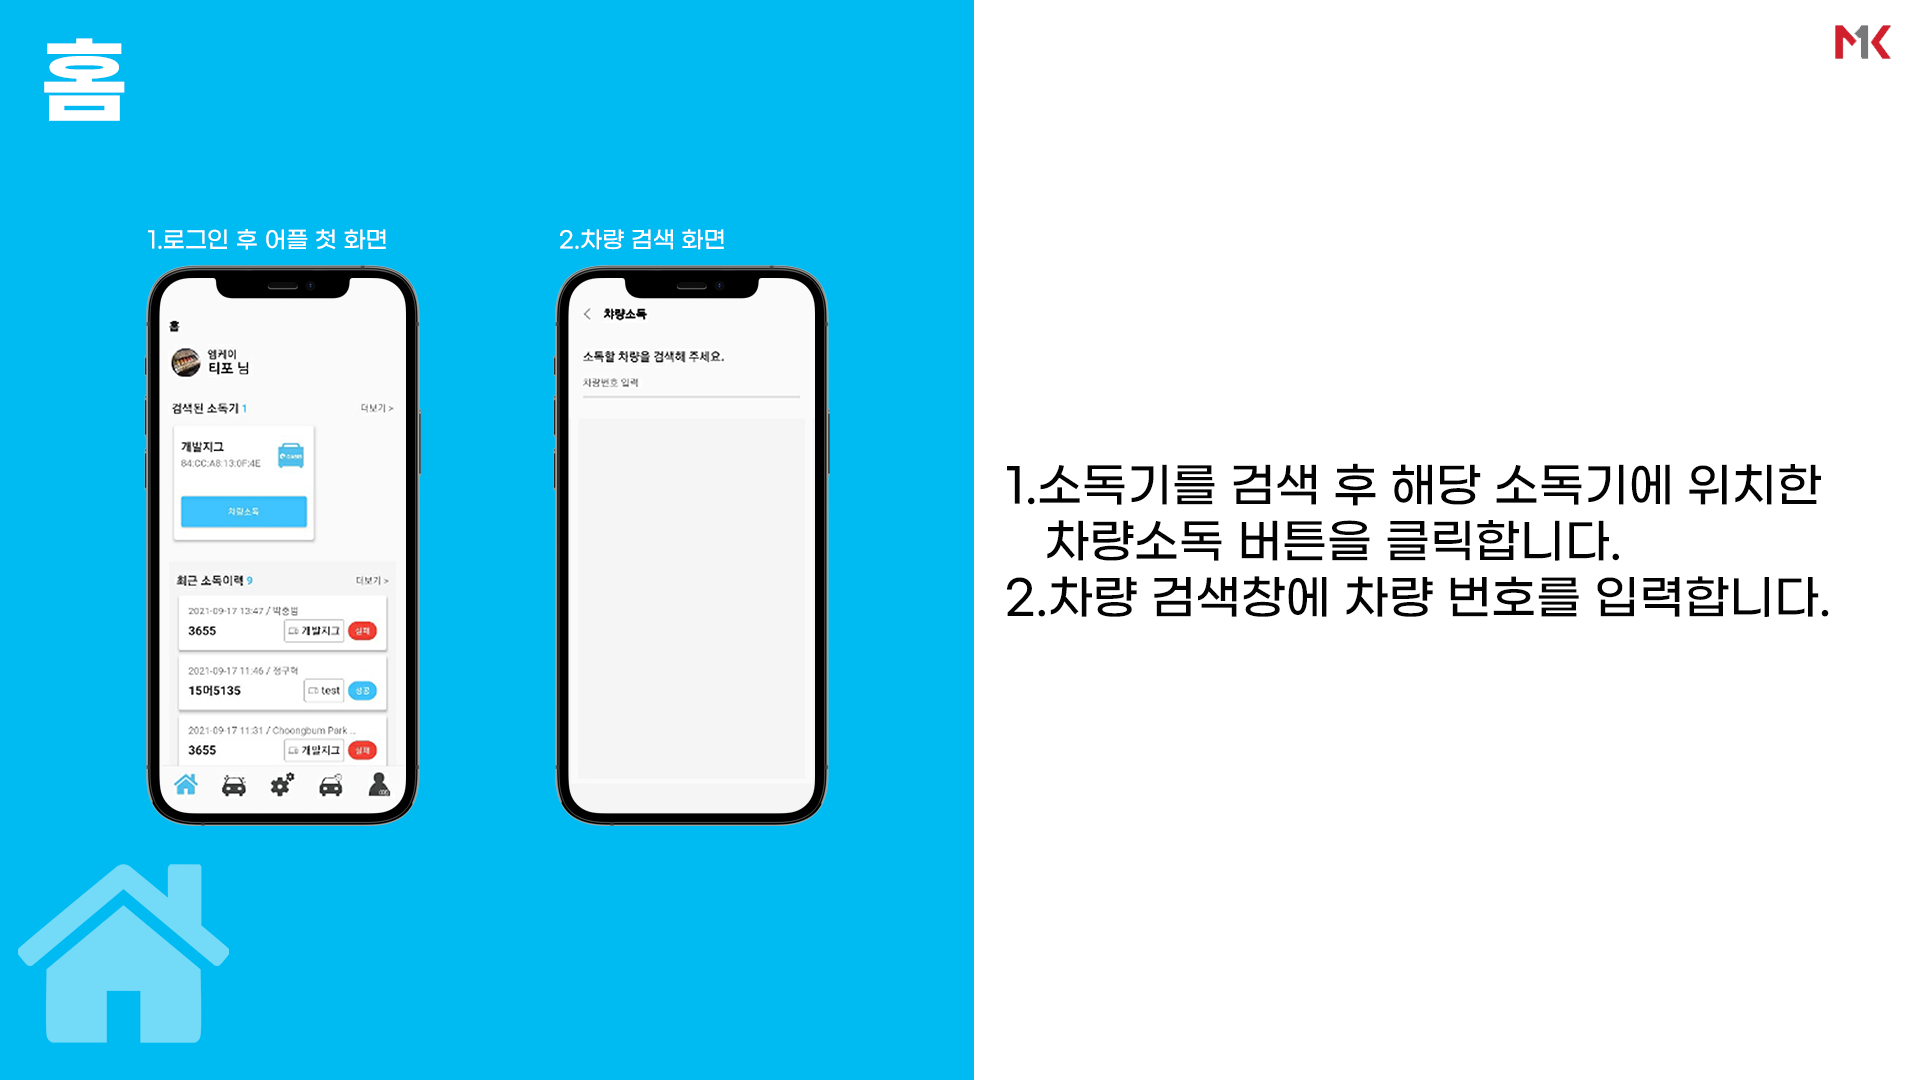 홈
MK
1.로그인 후 어플 첫 화면
홈
엠케이
티포 님
검색된 소독기 1
더보기 >
개발지그
84:CC:A8:13:0F:4E
차량소독
최근 소독이력 9
더보기 >
2021-09-17 13:47 / 박충범
3655
개발지그
실패
2021-09-17 11:46 / 정구혁
15머5135
test
성공
2021-09-17 11:31 / Choongbum Park ...
3655
개발지그
실패
2.차량 검색 화면
차량소독
소독할 차량을 검색해 주세요.
차량번호 입력
1.소독기를 검색 후 해당 소독기에 위치한
차량소독 버튼을 클릭합니다.
2.차량 검색창에 차량 번호를 입력합니다.